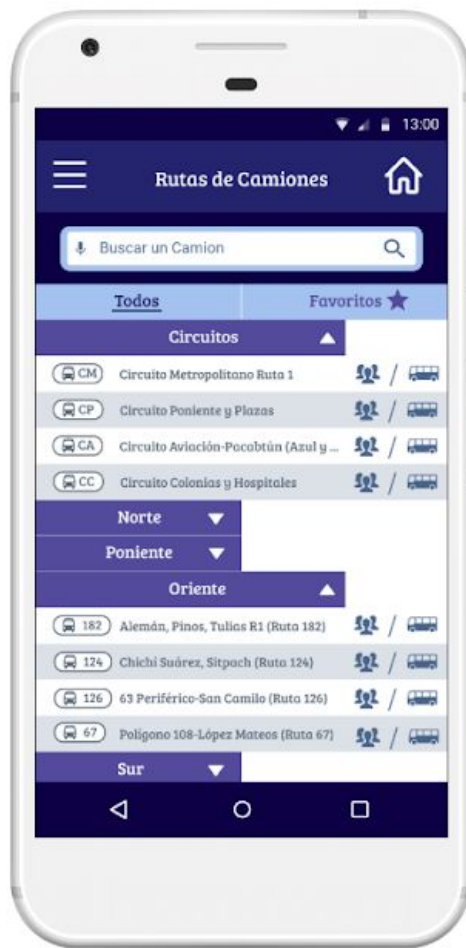 13:00
Rutas de Camiones
Buscar un Camion
Todos Favoritos
Circuitos
CM Circuito Metropolitano Ruta 1
CP Circuito Poniente y Plazas
CA Circuito Aviación-Pacabtún (Azul y ...
CC Circuito Colonias y Hospitales
Norte
Poniente
Oriente
182 Alemán, Pinos, Tulias R1 (Ruta 182)
124 Chichi Suárez, Sitpach (Ruta 124)
126 63 Periférico-San Camilo (Ruta 126)
67 Polígono 108-López Mateos (Ruta 67)
Sur